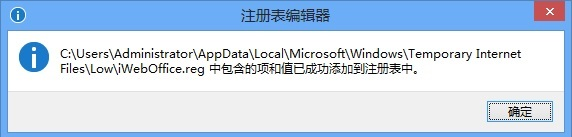 注册表编辑器
C:\Users\Administrator\AppData\Local\Microsoft\Windows\Temporary Internet
Files\Low\iWebOffice.reg 中包含的项和值已成功添加到注册表中。
确定